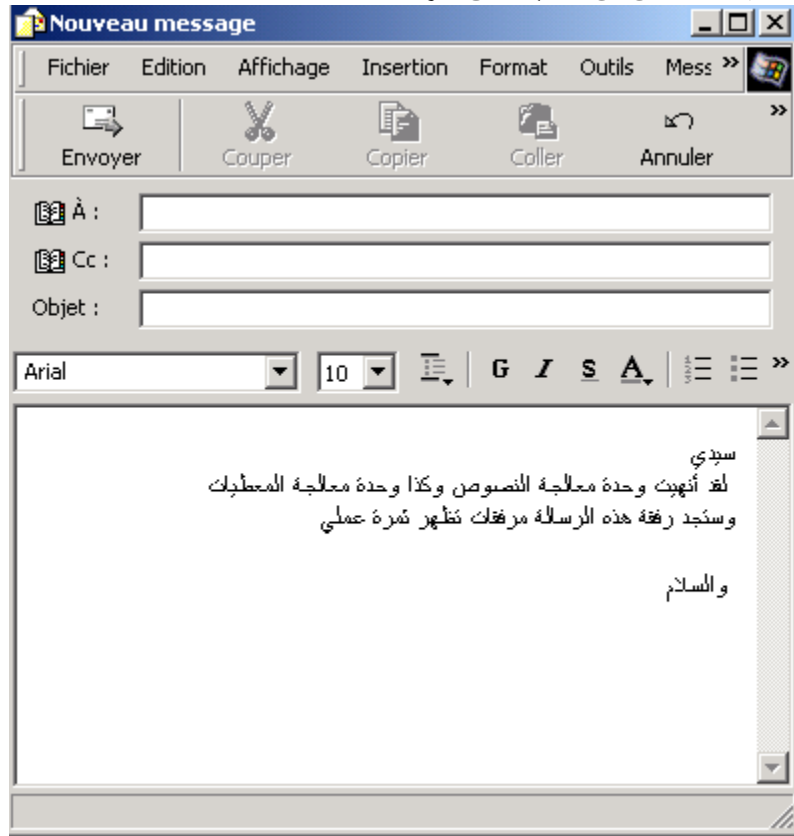 Nouveau message
Fichier Edition Affichage Insertion Format Outils Mess »
Envoyer Couper Copier Coller Annuler »
À :
Cc :
Objet :
Arial 10 G I S A »
سيدي
لقد أنهيت وحدة معالجة النصوص وكذا وحدة معالجة المعطيات
وستجد رفقة هذه الرسالة مرفقات تظهر ثمرة عملي
والسلام